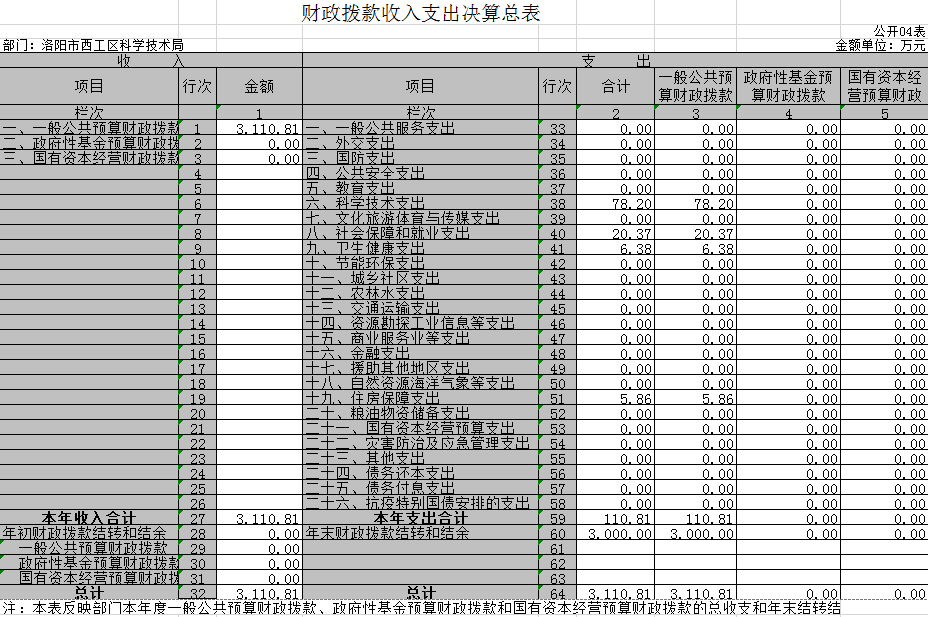 财政拨款收入支出决算总表
公开04表
部门：洛阳市西工区科学技术局 金额单位：万元
收 入 支 出
项目 行次 金额 项目 行次 合计 一般公共预算财政拨款 政府性基金预算财政拨款 国有资本经营预算财政
栏次 1 栏次 2 3 4 5
一、一般公共预算财政拨款 1 3,110.81 一、一般公共服务支出 33 0.00 0.00 0.00 0.00
二、政府性基金预算财政拨 2 0.00 二、外交支出 34 0.00 0.00 0.00 0.00
三、国有资本经营财政拨款 3 0.00 三、国防支出 35 0.00 0.00 0.00 0.00
4 四、公共安全支出 36 0.00 0.00 0.00 0.00
5 五、教育支出 37 0.00 0.00 0.00 0.00
6 六、科学技术支出 38 78.20 78.20 0.00 0.00
7 七、文化旅游体育与传媒支出 39 0.00 0.00 0.00 0.00
8 八、社会保障和就业支出 40 20.37 20.37 0.00 0.00
9 九、卫生健康支出 41 6.38 6.38 0.00 0.00
10 十、节能环保支出 42 0.00 0.00 0.00 0.00
11 十一、城乡社区支出 43 0.00 0.00 0.00 0.00
12 十二、农林水支出 44 0.00 0.00 0.00 0.00
13 十三、交通运输支出 45 0.00 0.00 0.00 0.00
14 十四、资源勘探工业信息等支出 46 0.00 0.00 0.00 0.00
15 十五、商业服务业等支出 47 0.00 0.00 0.00 0.00
16 十六、金融支出 48 0.00 0.00 0.00 0.00
17 十七、援助其他地区支出 49 0.00 0.00 0.00 0.00
18 十八、自然资源海洋气象等支出 50 0.00 0.00 0.00 0.00
19 十九、住房保障支出 51 5.86 5.86 0.00 0.00
20 二十、粮油物资储备支出 52 0.00 0.00 0.00 0.00
21 二十一、国有资本经营预算支出 53 0.00 0.00 0.00 0.00
22 二十二、灾害防治及应急管理支出 54 0.00 0.00 0.00 0.00
23 二十三、其他支出 55 0.00 0.00 0.00 0.00
24 二十四、债务还本支出 56 0.00 0.00 0.00 0.00
25 二十五、债务付息支出 57 0.00 0.00 0.00 0.00
26 二十六、抗疫特别国债安排的支出 58 0.00 0.00 0.00 0.00
本年收入合计 27 3,110.81 本年支出合计 59 110.81 110.81 0.00 0.00
年初财政拨款结转和结余 28 0.00 年末财政拨款结转和结余 60 3,000.00 3,000.00 0.00 0.00
一般公共预算财政拨款 29 0.00 61
政府性基金预算财政拨款 30 0.00 62
国有资本经营预算财政拨 31 0.00 63
总计 32 3,110.81 总计 64 3,110.81 3,110.81 0.00 0.00
注：本表反映部门本年度一般公共预算财政拨款、政府性基金预算财政拨款和国有资本经营预算财政拨款的总收支和年末结转结